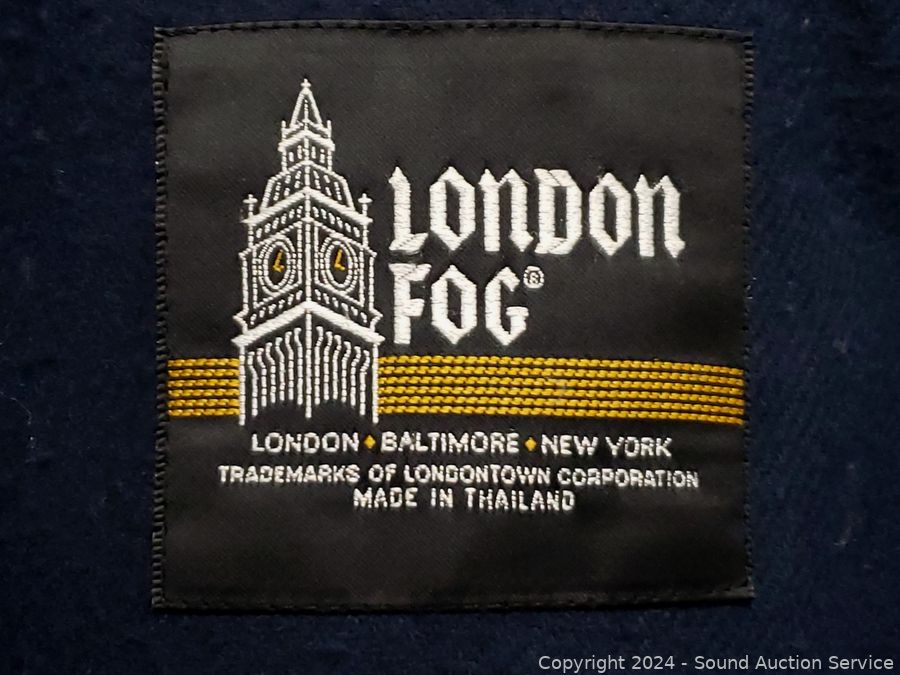 LONDON
FOG®
LONDON ♦ BALTIMORE ♦ NEW YORK
TRADEMARKS OF LONDONTOWN CORPORATION
MADE IN THAILAND
Copyright 2024 - Sound Auction Service